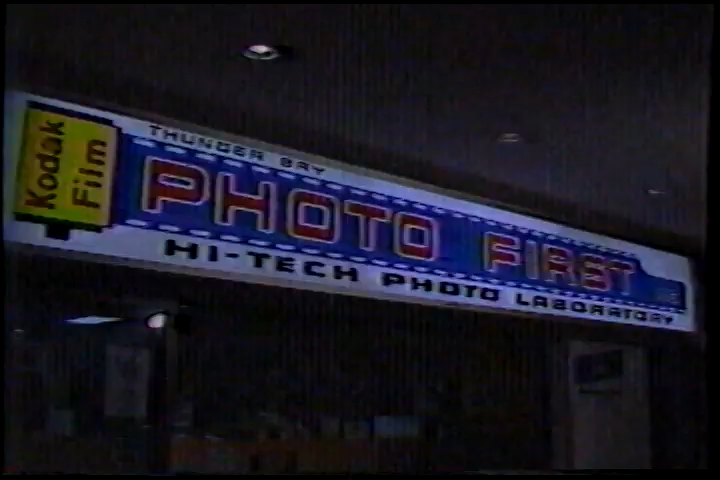 Kodak
Film
THUNDER BAY
PHOTO FIRST
HI-TECH PHOTO LABORATORY